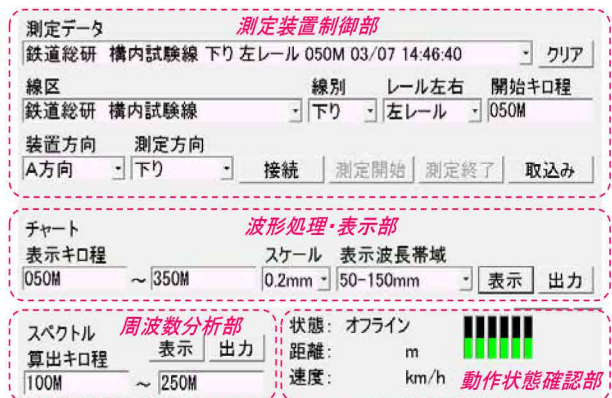 測定データ 測定装置制御部
鉄道総研 構内試験線 下り 左レール 050M 03/07 14:46:40 クリア
線区 線別 レール左右 開始キロ程
鉄道総研 構内試験線 下り 左レール 050M
装置方向 測定方向
A方向 下り 接続 測定開始 測定終了 取込み
チャート 波形処理・表示部
表示キロ程 スケール 表示波長帯域
050M ～ 350M 0.2mm 50-150mm 表示 出力
スペクトル 周波数分析部
表示 出力
算出キロ程
100M ～ 250M
状態: オフライン
距離: m
速度: km/h 動作状態確認部